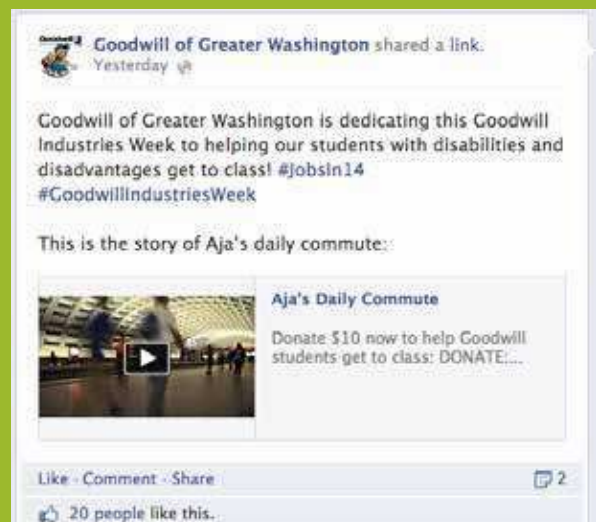 Goodwill of Greater Washington shared a link.
Yesterday
Goodwill of Greater Washington is dedicating this Goodwill
Industries Week to helping our students with disabilities and
disadvantages get to class! #JobsIn14
#GoodwillIndustriesWeek
This is the story of Aja's daily commute:
Aja's Daily Commute
Donate $10 now to help Goodwill
students get to class: DONATE:...
Like · Comment · Share 2
20 people like this.